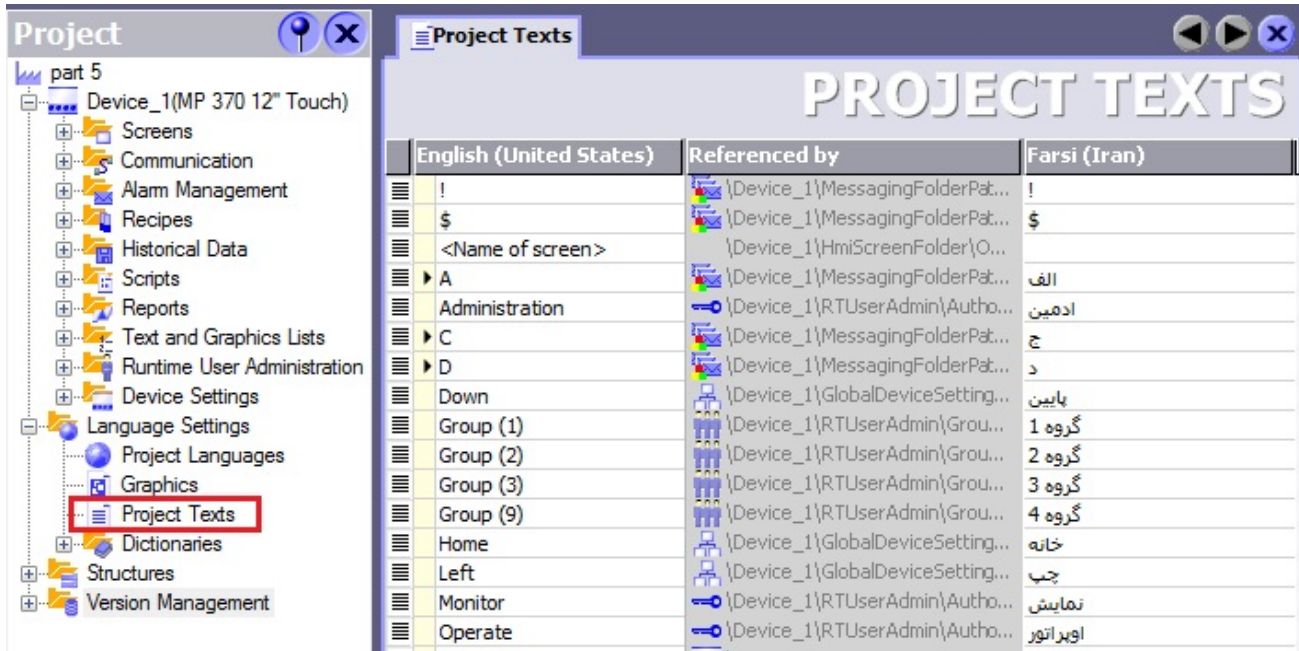 Project
part 5
Device_1(MP 370 12" Touch)
Screens
Communication
Alarm Management
Recipes
Historical Data
Scripts
Reports
Text and Graphics Lists
Runtime User Administration
Device Settings
Language Settings
Project Languages
Graphics
Project Texts
Dictionaries
Structures
Version Management
Project Texts
PROJECT TEXTS
English (United States) Referenced by Farsi (Iran)
! \Device_1\MessagingFolderPat... !
$ \Device_1\MessagingFolderPat... $
<Name of screen> \Device_1\HmiScreenFolder\O...
A \Device_1\MessagingFolderPat... الف
Administration \Device_1\RTUserAdmin\Autho... ادمین
C \Device_1\MessagingFolderPat... ج
D \Device_1\MessagingFolderPat... د
Down \Device_1\GlobalDeviceSetting... پایین
Group (1) \Device_1\RTUserAdmin\Grou... گروه 1
Group (2) \Device_1\RTUserAdmin\Grou... گروه 2
Group (3) \Device_1\RTUserAdmin\Grou... گروه 3
Group (9) \Device_1\RTUserAdmin\Grou... گروه 4
Home \Device_1\GlobalDeviceSetting... خانه
Left \Device_1\GlobalDeviceSetting... چپ
Monitor \Device_1\RTUserAdmin\Autho... نمایش
Operate \Device_1\RTUserAdmin\Autho... اوپراتور